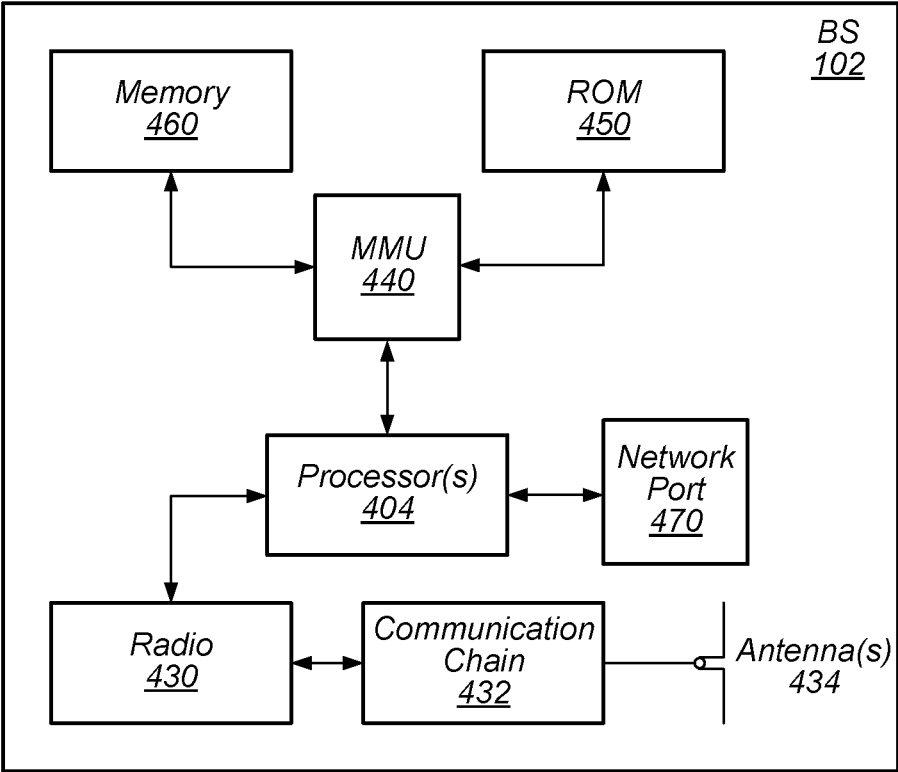 BS
102
Memory
460
ROM
450
MMU
440
Processor(s)
404
Network
Port
470
Radio
430
Communication
Chain
432
Antenna(s)
434